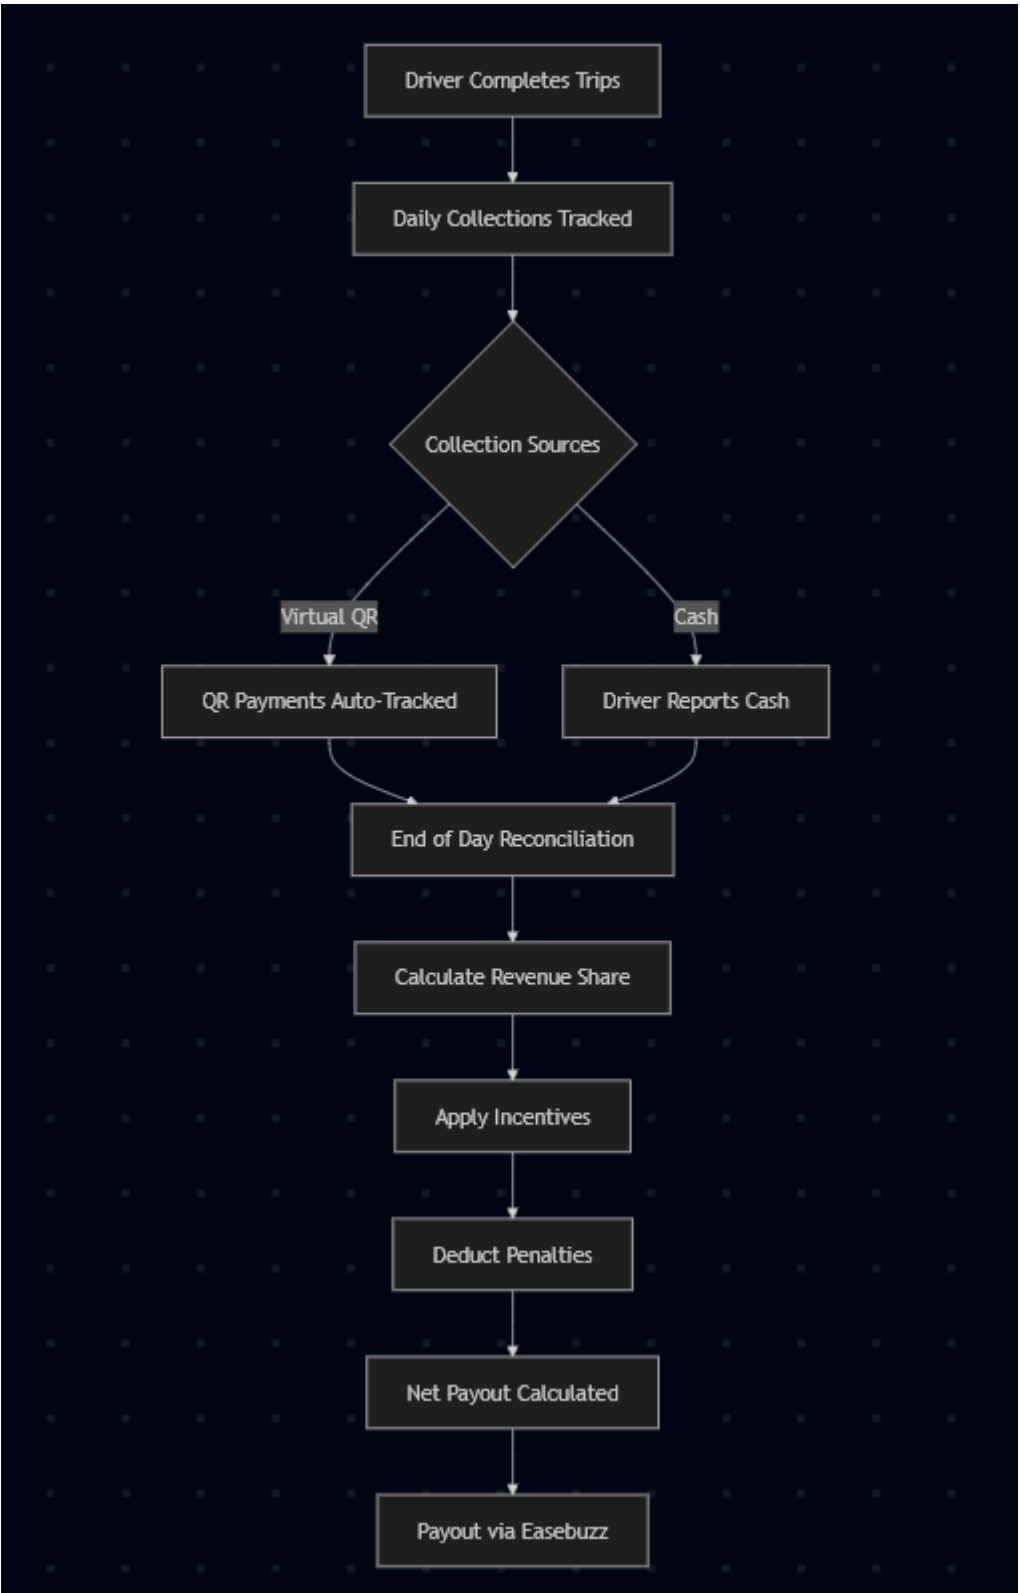 Driver Completes Trips
Daily Collections Tracked
Collection Sources
Virtual QR
Cash
QR Payments Auto-Tracked
Driver Reports Cash
End of Day Reconciliation
Calculate Revenue Share
Apply Incentives
Deduct Penalties
Net Payout Calculated
Payout via Easebuzz